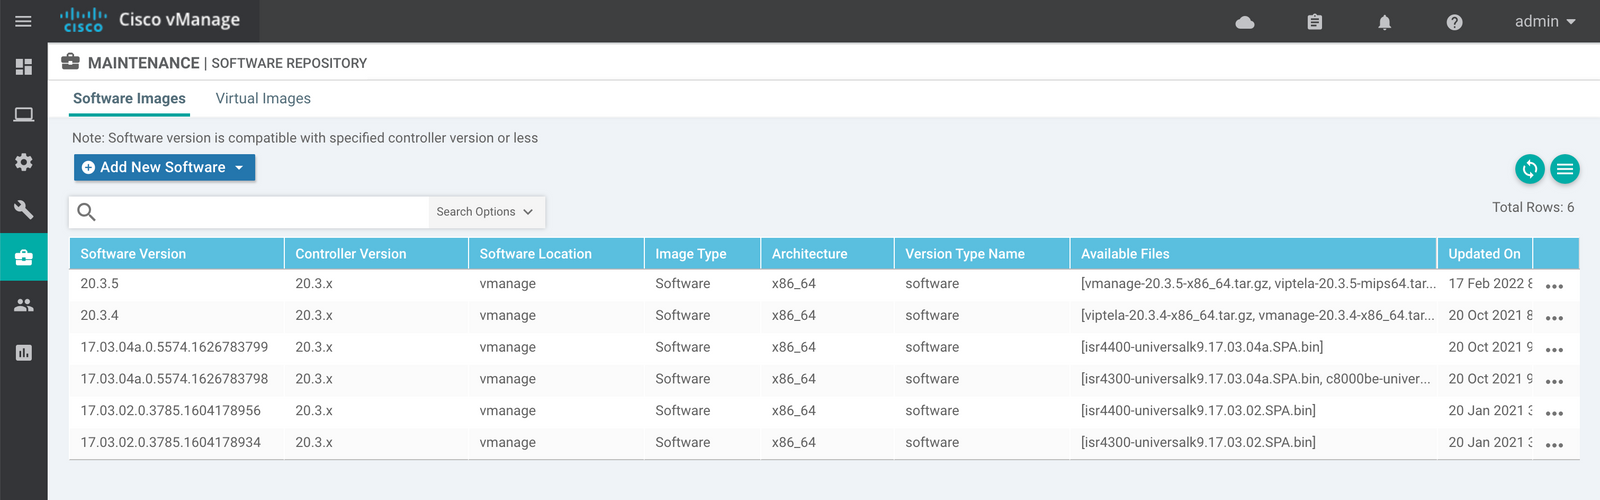 cisco Cisco vManage admin
MAINTENANCE | SOFTWARE REPOSITORY
Software Images Virtual Images
Note: Software version is compatible with specified controller version or less
Add New Software
Search Options Total Rows: 6
Software Version Controller Version Software Location Image Type Architecture Version Type Name Available Files Updated On
20.3.5 20.3.x vmanage Software x86_64 software [vmanage-20.3.5-x86_64.tar.gz, viptela-20.3.5-mips64.tar... 17 Feb 2022 8 ...
20.3.4 20.3.x vmanage Software x86_64 software [viptela-20.3.4-x86_64.tar.gz, vmanage-20.3.4-x86_64.tar... 20 Oct 2021 8 ...
17.03.04a.0.5574.1626783799 20.3.x vmanage Software x86_64 software [isr4400-universalk9.17.03.04a.SPA.bin] 20 Oct 2021 9 ...
17.03.04a.0.5574.1626783798 20.3.x vmanage Software x86_64 software [isr4300-universalk9.17.03.04a.SPA.bin, c8000be-univer... 20 Oct 2021 9 ...
17.03.02.0.3785.1604178956 20.3.x vmanage Software x86_64 software [isr4400-universalk9.17.03.02.SPA.bin] 20 Jan 2021 3 ...
17.03.02.0.3785.1604178934 20.3.x vmanage Software x86_64 software [isr4300-universalk9.17.03.02.SPA.bin] 20 Jan 2021 3 ...